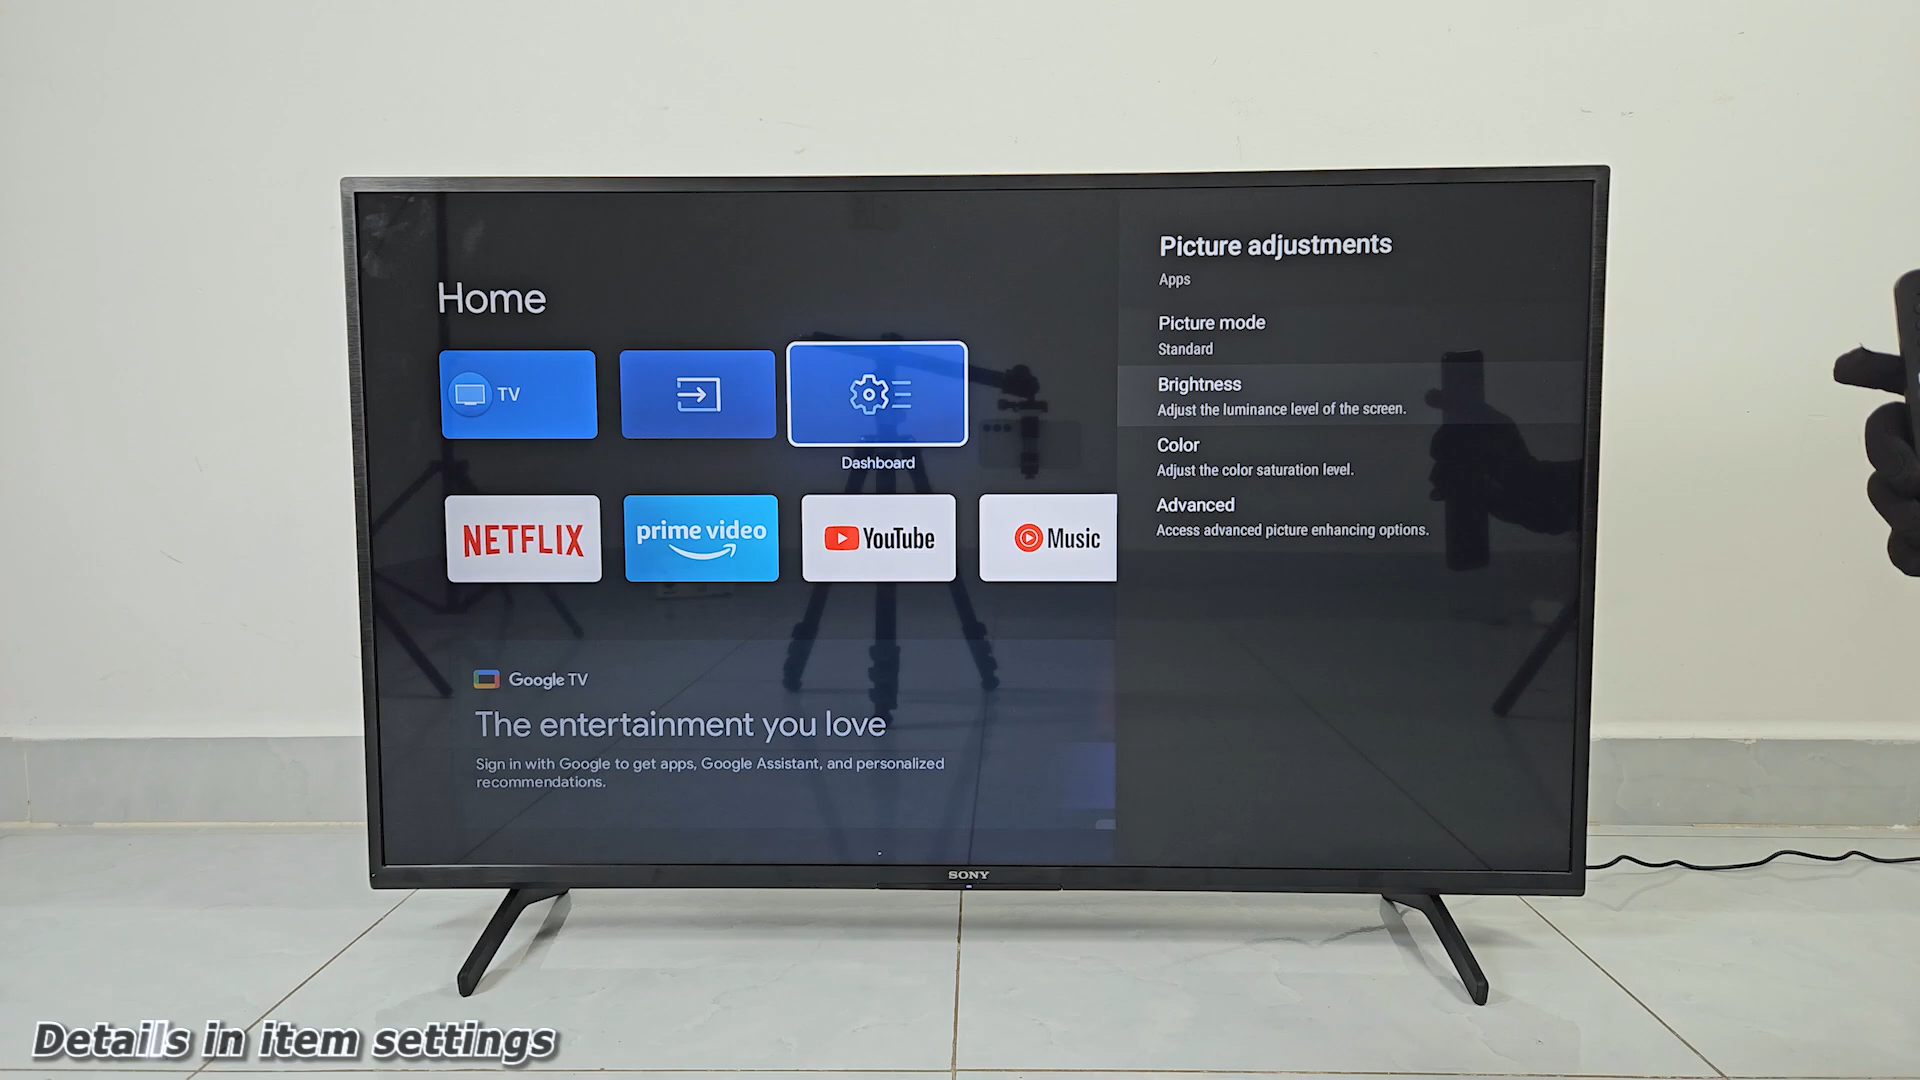 Home
TV
Dashboard
NETFLIX
prime video
YouTube
Music
Google TV
The entertainment you love
Sign in with Google to get apps, Google Assistant, and personalized
recommendations.
Picture adjustments
Apps
Picture mode
Standard
Brightness
Adjust the luminance level of the screen.
Color
Adjust the color saturation level.
Advanced
Access advanced picture enhancing options.
SONY
Details in item settings